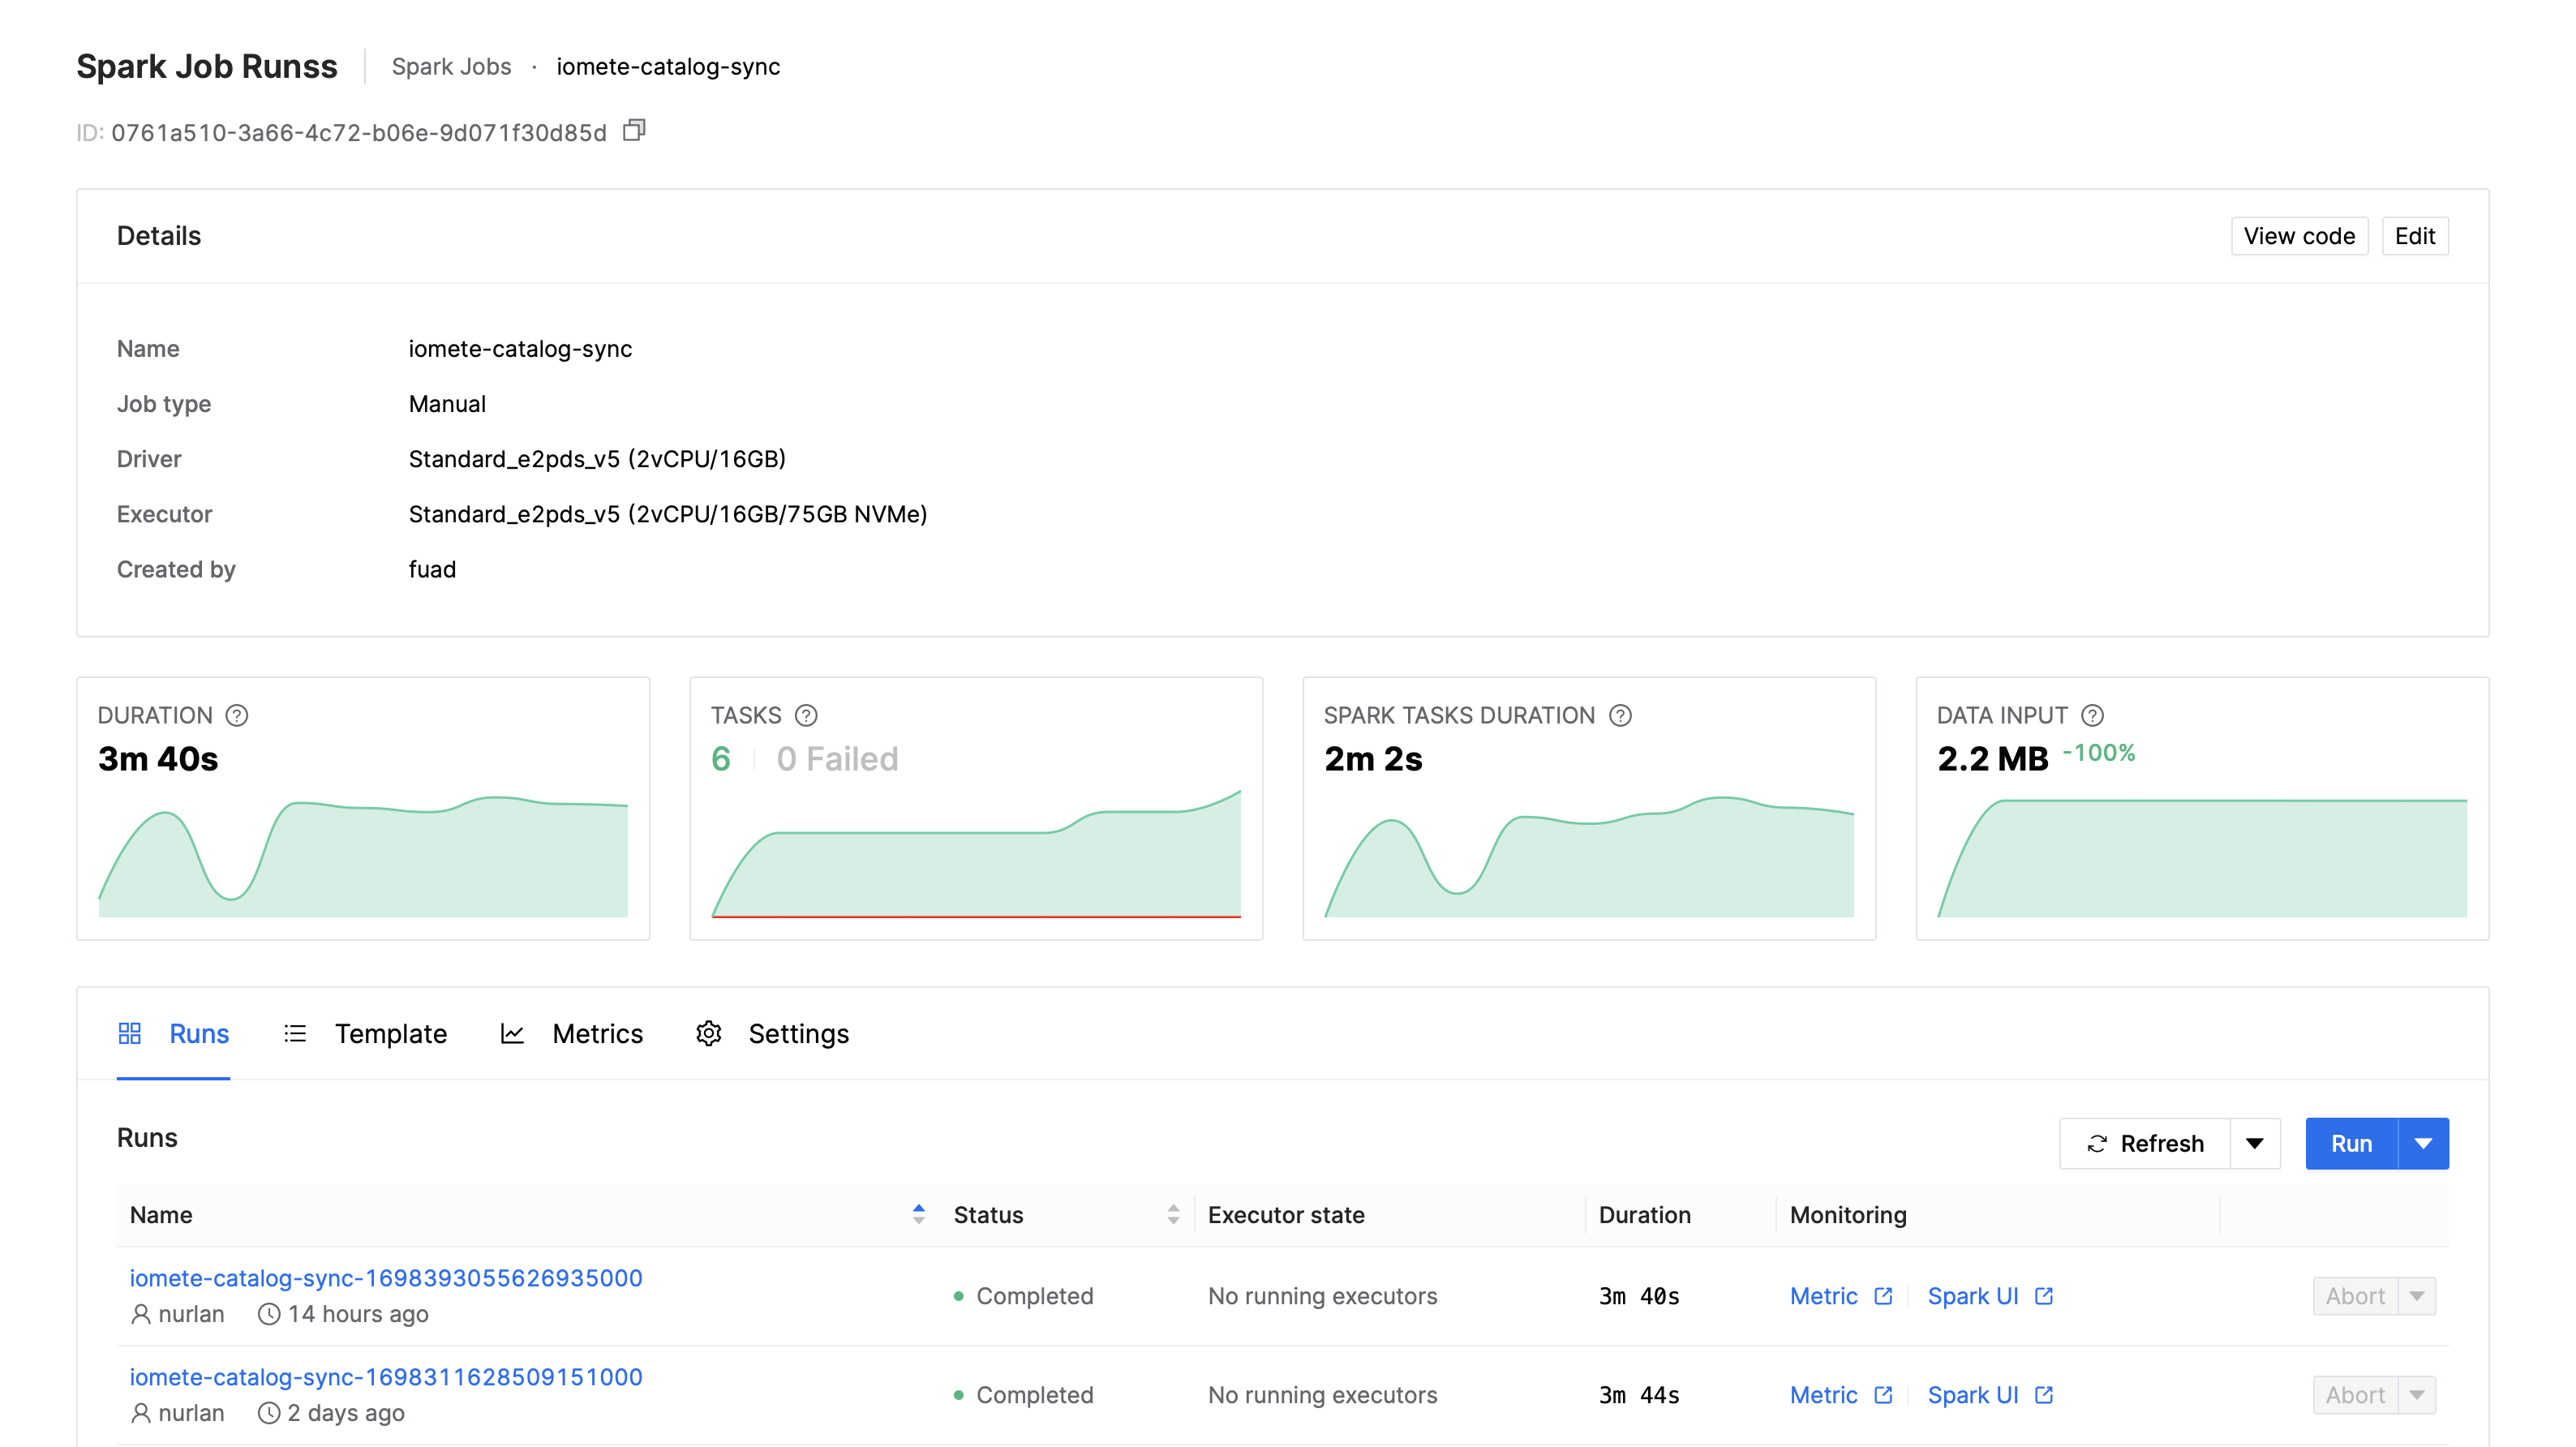 Spark Job Runss Spark Jobs · iomete-catalog-sync
ID: 0761a510-3a66-4c72-b06e-9d071f30d85d
Details View code Edit
Name iomete-catalog-sync
Job type Manual
Driver Standard_e2pds_v5 (2vCPU/16GB)
Executor Standard_e2pds_v5 (2vCPU/16GB/75GB NVMe)
Created by fuad
DURATION
3m 40s
TASKS
6 0 Failed
SPARK TASKS DURATION
2m 2s
DATA INPUT
2.2 MB -100%
Runs Template Metrics Settings
Runs Refresh Run
Name Status Executor state Duration Monitoring
iomete-catalog-sync-1698393055626935000
nurlan 14 hours ago
Completed No running executors 3m 40s Metric Spark UI Abort
iomete-catalog-sync-1698311628509151000
nurlan 2 days ago
Completed No running executors 3m 44s Metric Spark UI Abort